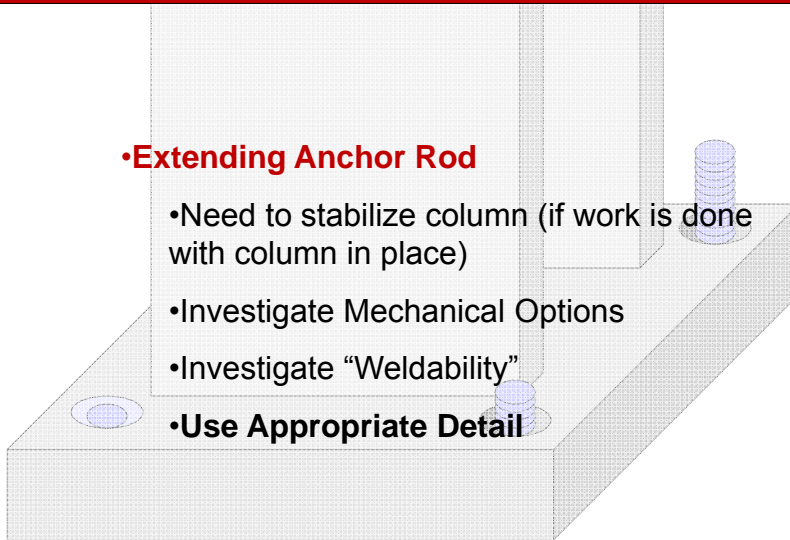 •Extending Anchor Rod
•Need to stabilize column (if work is done
with column in place)
•Investigate Mechanical Options
•Investigate “Weldability”
•Use Appropriate Detail